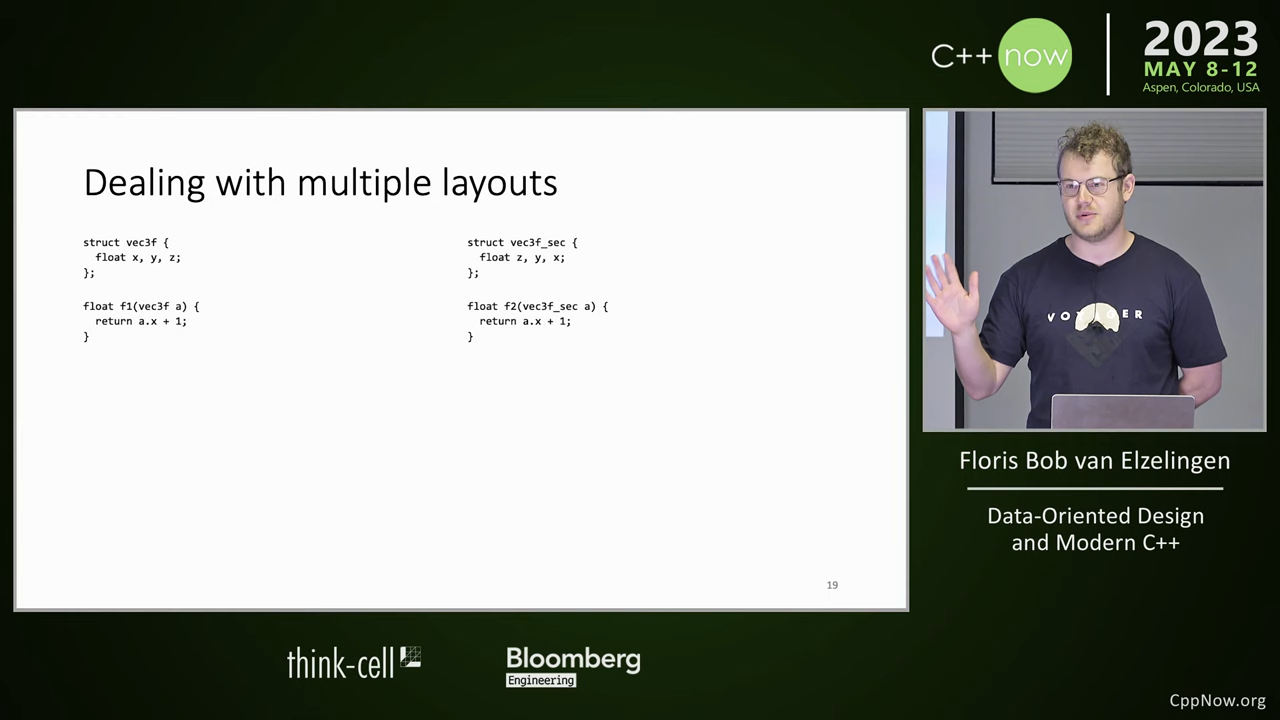 C++ now
2023
MAY 8-12
Aspen, Colorado, USA
Dealing with multiple layouts
struct vec3f {
  float x, y, z;
};
float f1(vec3f a) {
  return a.x + 1;
}
struct vec3f_sec {
  float z, y, x;
};
float f2(vec3f_sec a) {
  return a.x + 1;
}
19
VOYAGER
Floris Bob van Elzelingen
Data-Oriented Design
and Modern C++
think-cell
Bloomberg
Engineering
CppNow.org